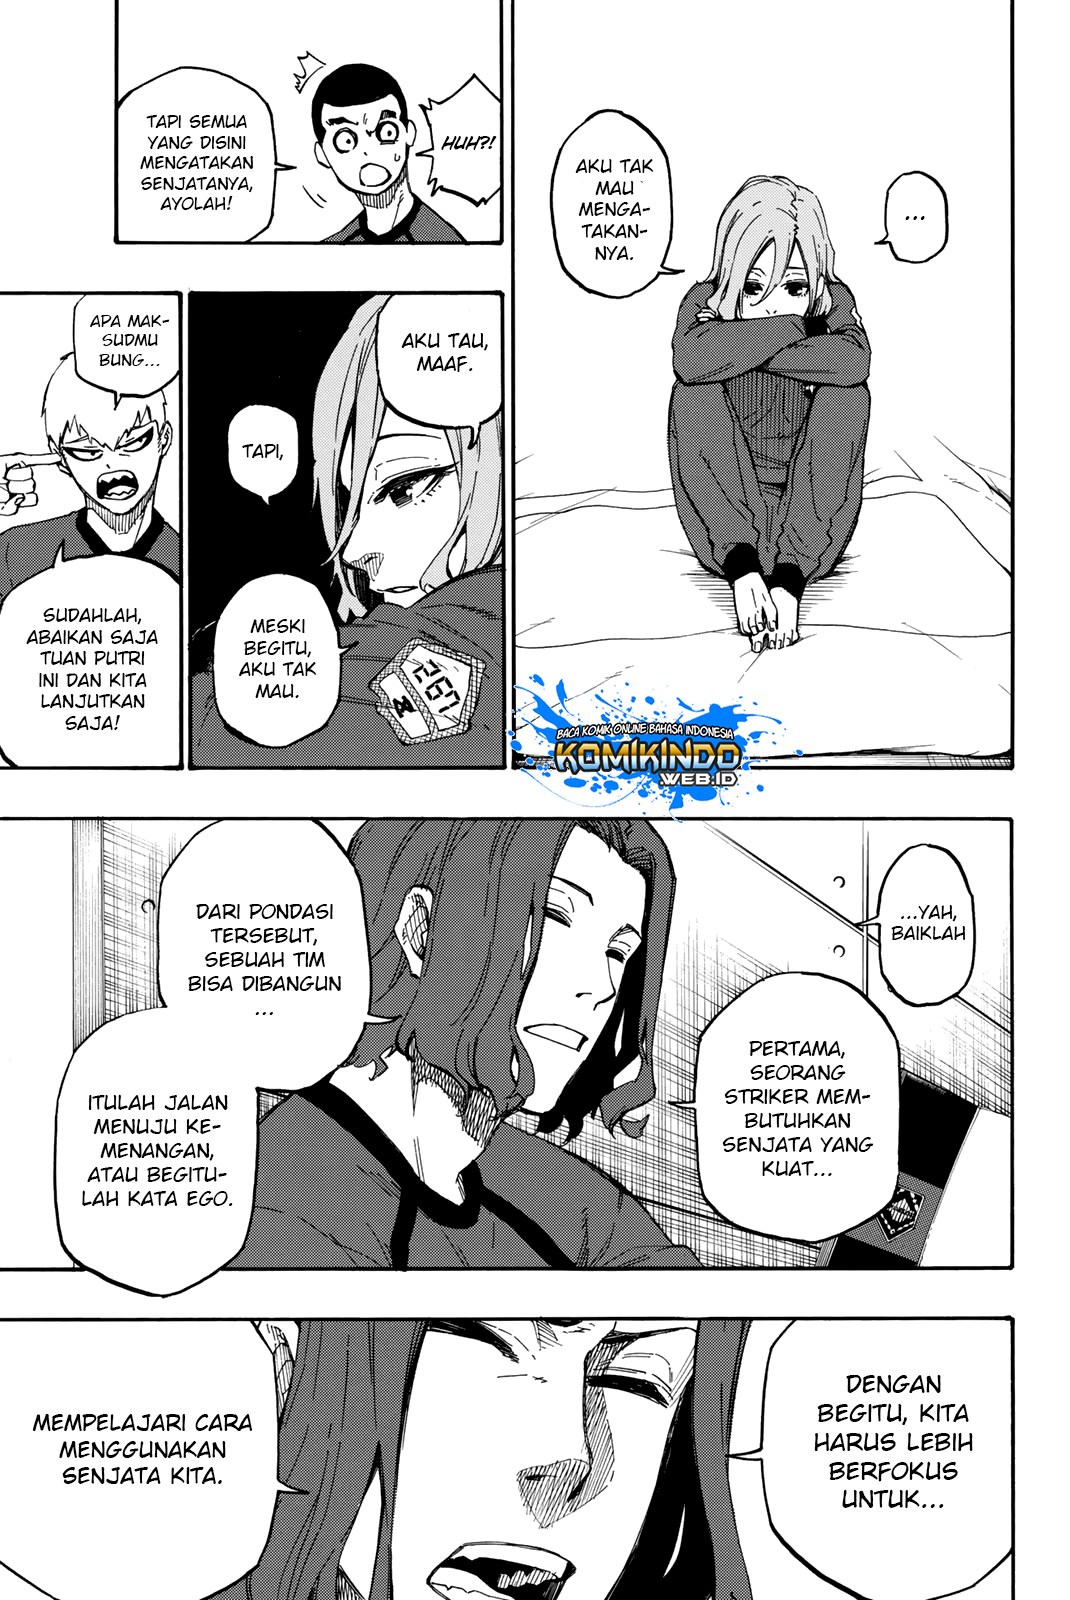 ...
AKU TAK
MAU
MENGA-
TAKAN-
NYA.
HUH?!
TAPI SEMUA
YANG DISINI
MENGATAKAN
SENJATANYA,
AYOLAH!
AKU TAU,
MAAF.
TAPI,
MESKI
BEGITU,
AKU TAK
MAU.
267
APA MAK-
SUDMU
BUNG...
SUDAHLAH,
ABAIKAN SAJA
TUAN PUTRI
INI DAN KITA
LANJUTKAN
SAJA!
BACA KOMIK ONLINE BAHASA INDONESIA
KOMIKINDO
.WEB.ID
...YAH,
BAIKLAH
PERTAMA,
SEORANG
STRIKER MEM-
BUTUHKAN
SENJATA YANG
KUAT...
DARI PONDASI
TERSEBUT,
SEBUAH TIM
BISA DIBANGUN
...
ITULAH JALAN
MENUJU KE-
MENANGAN,
ATAU BEGITU-
LAH KATA EGO.
DENGAN
BEGITU, KITA
HARUS LEBIH
BERFOKUS
UNTUK...
MEMPELAJARI CARA
MENGGUNAKAN
SENJATA KITA.